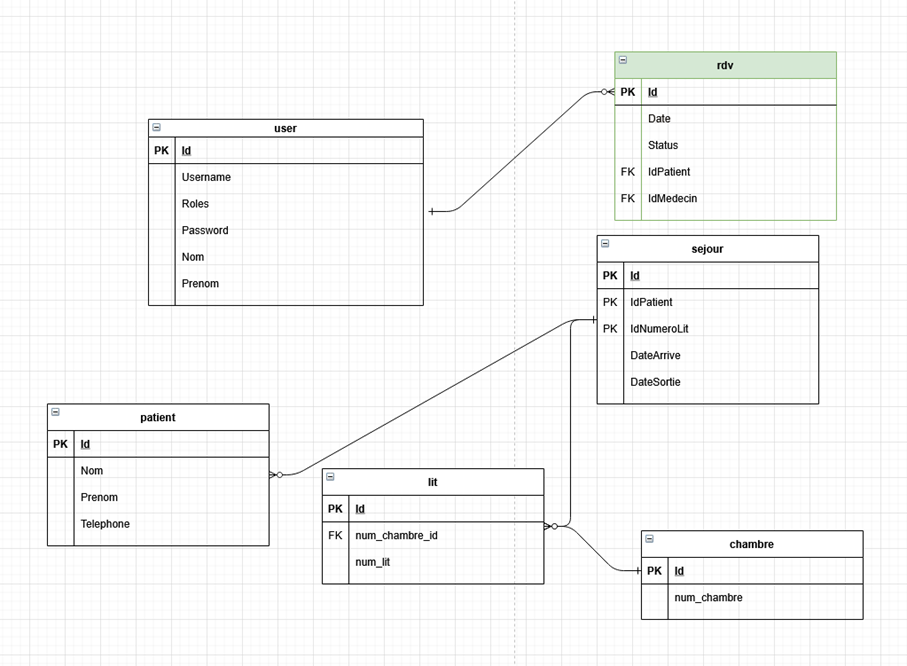 rdv
PK Id
Date
Status
FK IdPatient
FK IdMedecin
user
PK Id
Username
Roles
Password
Nom
Prenom
sejour
PK Id
PK IdPatient
PK IdNumeroLit
DateArrive
DateSortie
patient
PK Id
Nom
Prenom
Telephone
lit
PK Id
FK num_chambre_id
num_lit
chambre
PK Id
num_chambre